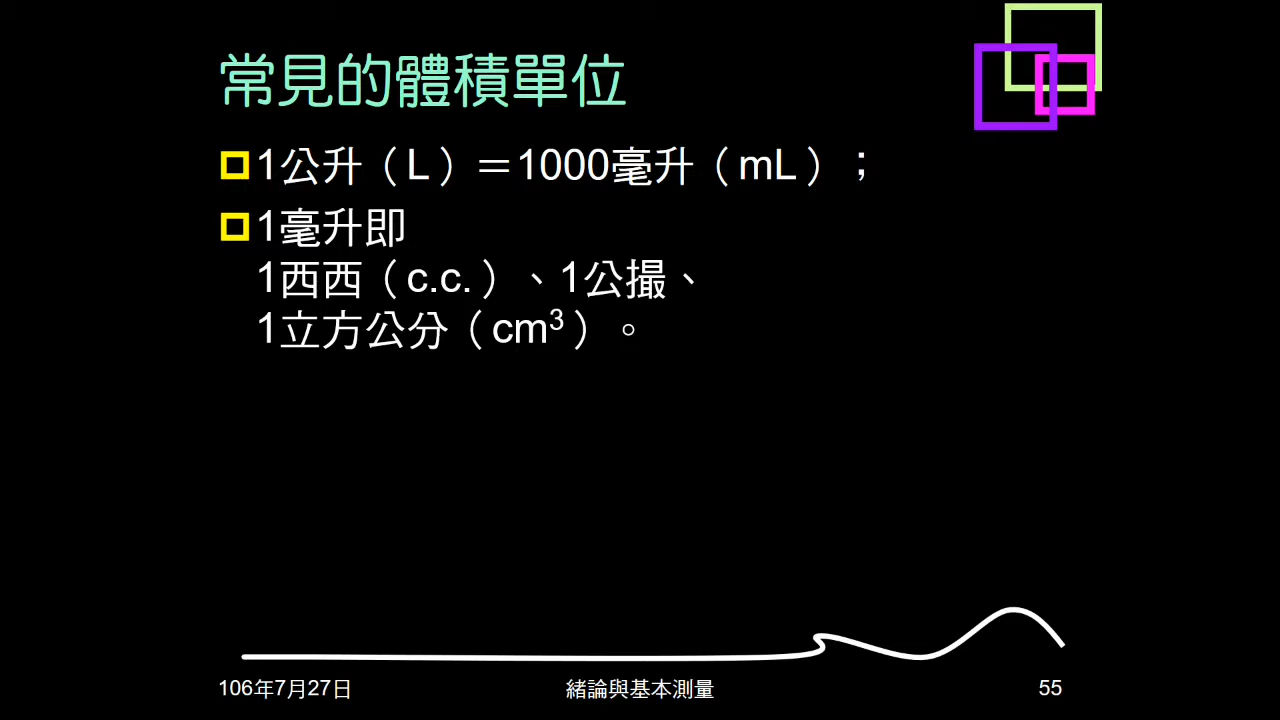 常見的體積單位
1公升（L）＝1000毫升（mL）；
1毫升即
1西西（c.c.）、1公撮、
1立方公分（cm³）。
106年7月27日
緒論與基本測量
55